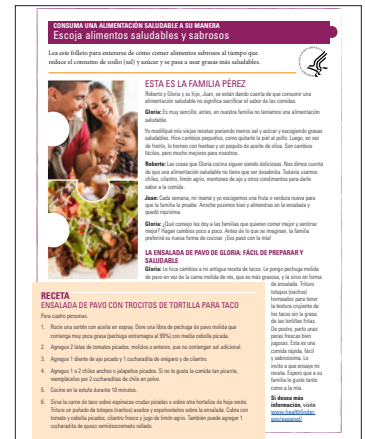 CONSUMA UNA ALIMENTACIÓN SALUDABLE A SU MANERA
Escoja alimentos saludables y sabrosos
Lea este folleto para enterarse de cómo comer alimentos sabrosos al tiempo que
reduce el consumo de sodio (sal) y azúcar y se pasa a usar grasas más saludables.
ESTA ES LA FAMILIA PÉREZ
Roberto y Gloria y su hijo, Juan, se están dando cuenta de que consumir una
alimentación saludable no significa sacrificar el sabor de las comidas.
Gloria: Es muy sencillo: antes, en nuestra familia no teníamos una alimentación
saludable.
Yo modifiqué mis viejas recetas poniendo menos sal y azúcar y escogiendo grasas
saludables. Hice cambios pequeños, como quitarle la piel al pollo. Luego, en vez
de freírlo, lo horneo con hierbas y un poquito de aceite de oliva. Son cambios
fáciles, pero mucho mejores para nosotros.
Roberto: Las cosas que Gloria cocina siguen siendo deliciosas. Nos dimos cuenta
de que una alimentación saludable no tiene que ser desabrida. Todavía usamos
chiles, cilantro, limón agrio, montones de ajo y otros condimentos para darle
sabor a la comida.
Juan: Cada semana, mi mamá y yo escogemos una fruta o verdura nueva para
que la familia la pruebe. Anoche pusimos kiwi y almendras en la ensalada y
quedó riquísima.
Gloria: ¿Qué consejo les doy a las familias que quieren comer mejor y sentirse
mejor? Hagan cambios poco a poco. Antes de lo que se imaginan, la familia
preferirá su nueva forma de cocinar. ¡Eso pasó con la mía!
LA ENSALADA DE PAVO DE GLORIA: FÁCIL DE PREPARAR Y
SALUDABLE
Gloria: Le hice cambios a mi antigua receta de tacos. Le pongo pechuga molida
de pavo en vez de la carne molida de res, que es más grasosa, y la sirvo en forma
de ensalada. Trituro
totopos (nachos)
horneados para tener
la textura crujiente de
los tacos sin la grasa
de las tortillas fritas.
De postre, parto unas
peras frescas bien
jugosas. Esta es una
comida rápida, fácil
y sabrosísima. Lo
invito a que ensaye mi
receta. Espero que a su
familia le guste tanto
como a la mía.
Si desea más
información, visite
www.healthfinder.
gov/espanol/
RECETA
ENSALADA DE PAVO CON TROCITOS DE TORTILLA PARA TACO
Para cuatro personas.
1. Rocíe una sartén con aceite en espray. Dore una libra de pechuga de pavo molida que
contenga muy poca grasa (pechuga extramagra al 99%) con media cebolla picada.
2. Agregue 2 latas de tomates picados, molidos o enteros, que no contengan sal adicional.
3. Agregue 1 diente de ajo picado y 1 cucharadita de orégano y de cilantro.
4. Agregue 1 o 2 chiles anchos o jalapeños picados. Si no le gusta la comida tan picante,
reemplácelos por 2 cucharaditas de chile en polvo.
5. Cocine en la estufa durante 10 minutos.
6. Sirva la carne de taco sobre espinacas crudas picadas o sobre otra hortaliza de hoja verde.
Triture un puñado de totopos (nachos) asados y espolvoréelos sobre la ensalada. Cubra con
tomate y cebolla picados, cilantro fresco y jugo de limón agrio. También puede agregar 1
cucharadita de queso semidescremado rallado.